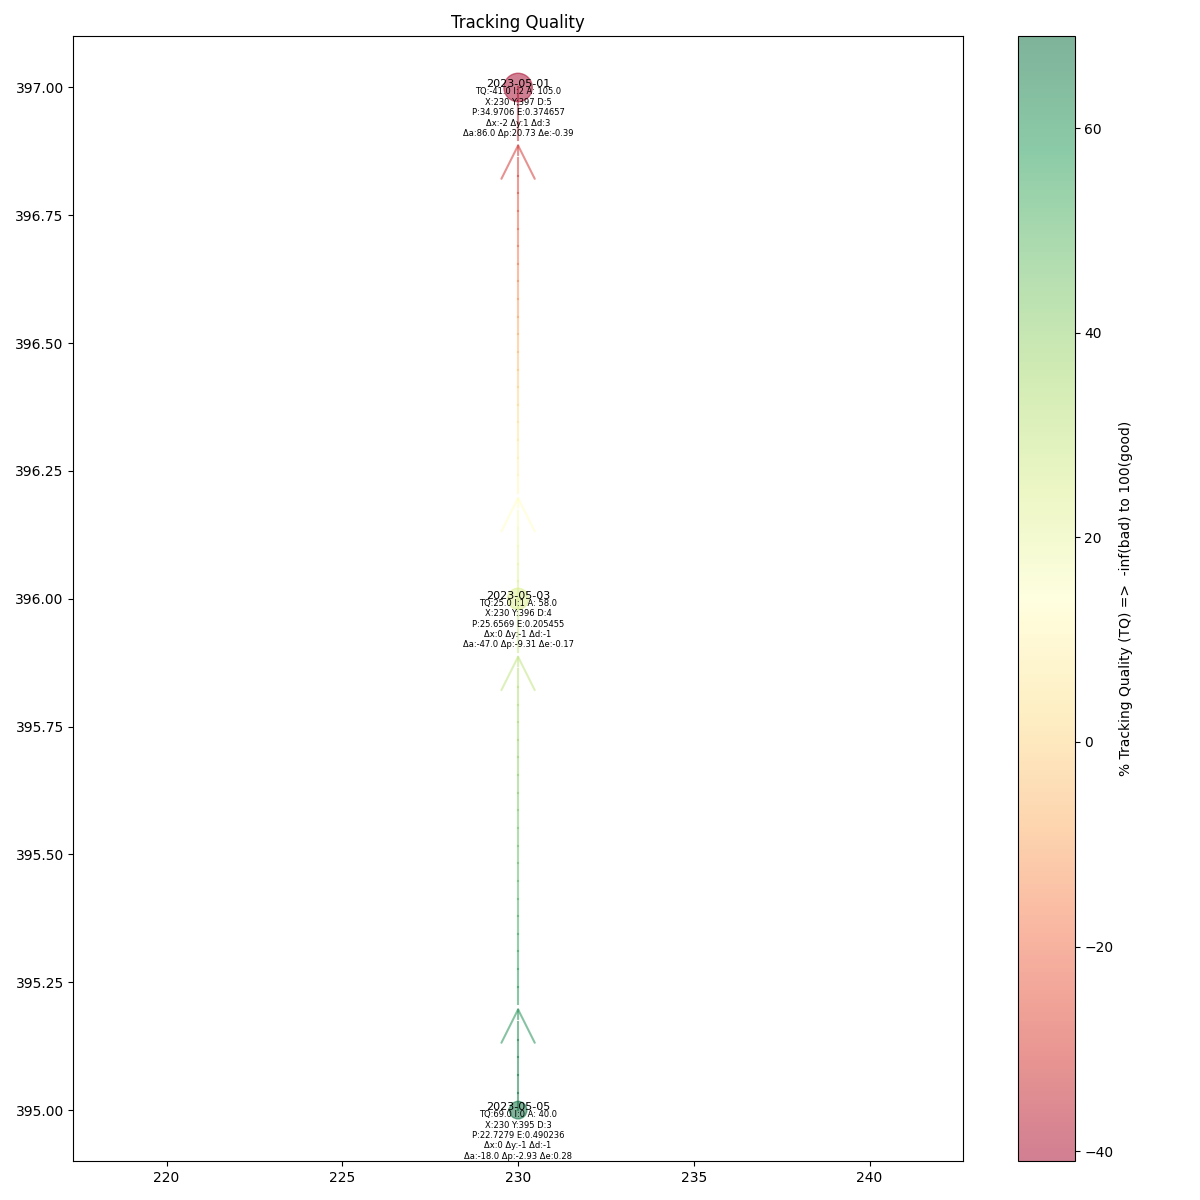 Tracking Quality
397.00
396.75
396.50
396.25
396.00
395.75
395.50
395.25
395.00
220
225
230
235
240
2023-05-01
TQ:-41.0 I:2 A: 105.0
X:230 Y:397 D:5
P:34.9706 E:0.374657
Δx:-2 Δy:1 Δd:3
Δa:86.0 Δp:20.73 Δe:-0.39
2023-05-03
TQ:25.0 I:1 A: 58.0
X:230 Y:396 D:4
P:25.6569 E:0.205455
Δx:0 Δy:-1 Δd:-1
Δa:-47.0 Δp:-9.31 Δe:-0.17
2023-05-05
TQ:69.0 I:0 A: 40.0
X:230 Y:395 D:3
P:22.7279 E:0.490236
Δx:0 Δy:-1 Δd:-1
Δa:-18.0 Δp:-2.93 Δe:0.28
60
40
20
0
−20
−40
% Tracking Quality (TQ) => -inf(bad) to 100(good)